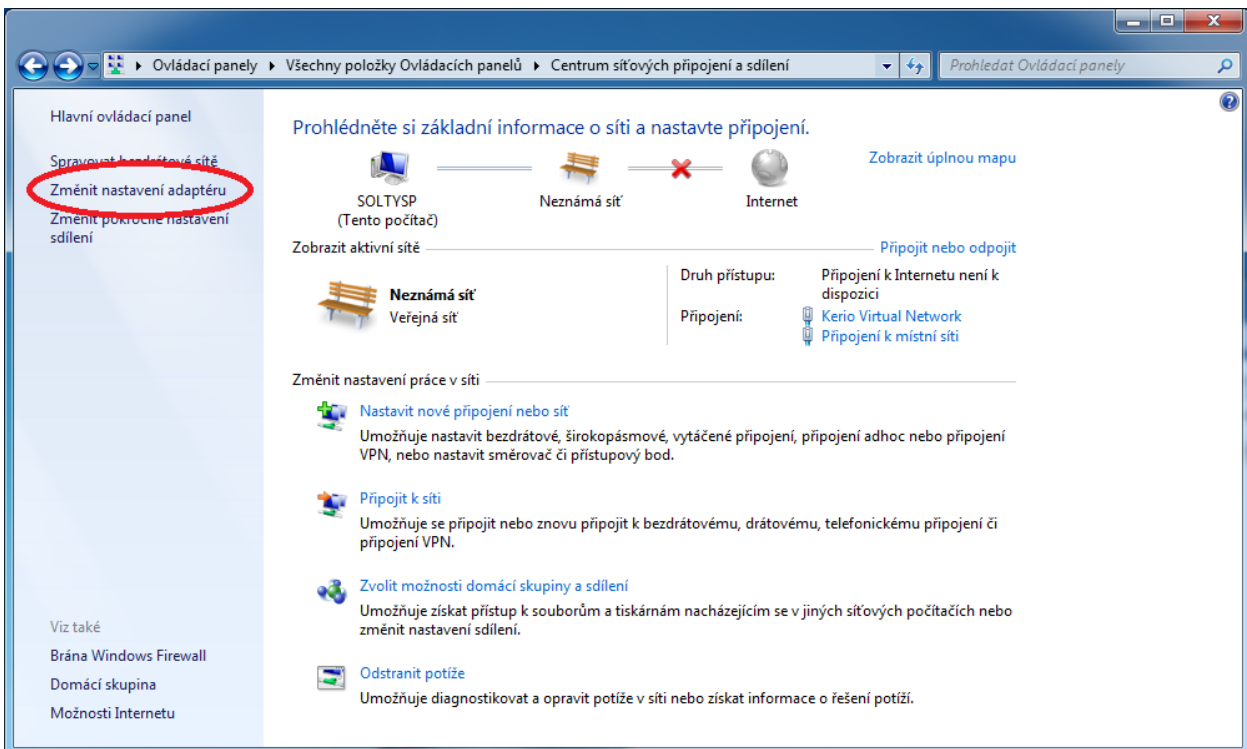 Ovládací panely ▸ Všechny položky Ovládacích panelů ▸ Centrum síťových připojení a sdílení
Prohledat Ovládací panely
Hlavní ovládací panel
Spravovat bezdrátové sítě
Změnit nastavení adaptéru
Změnit pokročilé nastavení
sdílení
Viz také
Brána Windows Firewall
Domácí skupina
Možnosti Internetu
Prohlédněte si základní informace o síti a nastavte připojení.
Zobrazit úplnou mapu
SOLTYSP
(Tento počítač)
Neznámá síť
Internet
Zobrazit aktivní sítě
Připojit nebo odpojit
Neznámá síť
Veřejná síť
Druh přístupu:
Připojení k Internetu není k
dispozici
Připojení:
Kerio Virtual Network
Připojení k místní síti
Změnit nastavení práce v síti
Nastavit nové připojení nebo síť
Umožňuje nastavit bezdrátové, širokopásmové, vytáčené připojení, připojení adhoc nebo připojení
VPN, nebo nastavit směrovač či přístupový bod.
Připojit k síti
Umožňuje se připojit nebo znovu připojit k bezdrátovému, drátovému, telefonickému připojení či
připojení VPN.
Zvolit možnosti domácí skupiny a sdílení
Umožňuje získat přístup k souborům a tiskárnám nacházejícím se v jiných síťových počítačích nebo
změnit nastavení sdílení.
Odstranit potíže
Umožňuje diagnostikovat a opravit potíže v síti nebo získat informace o řešení potíží.